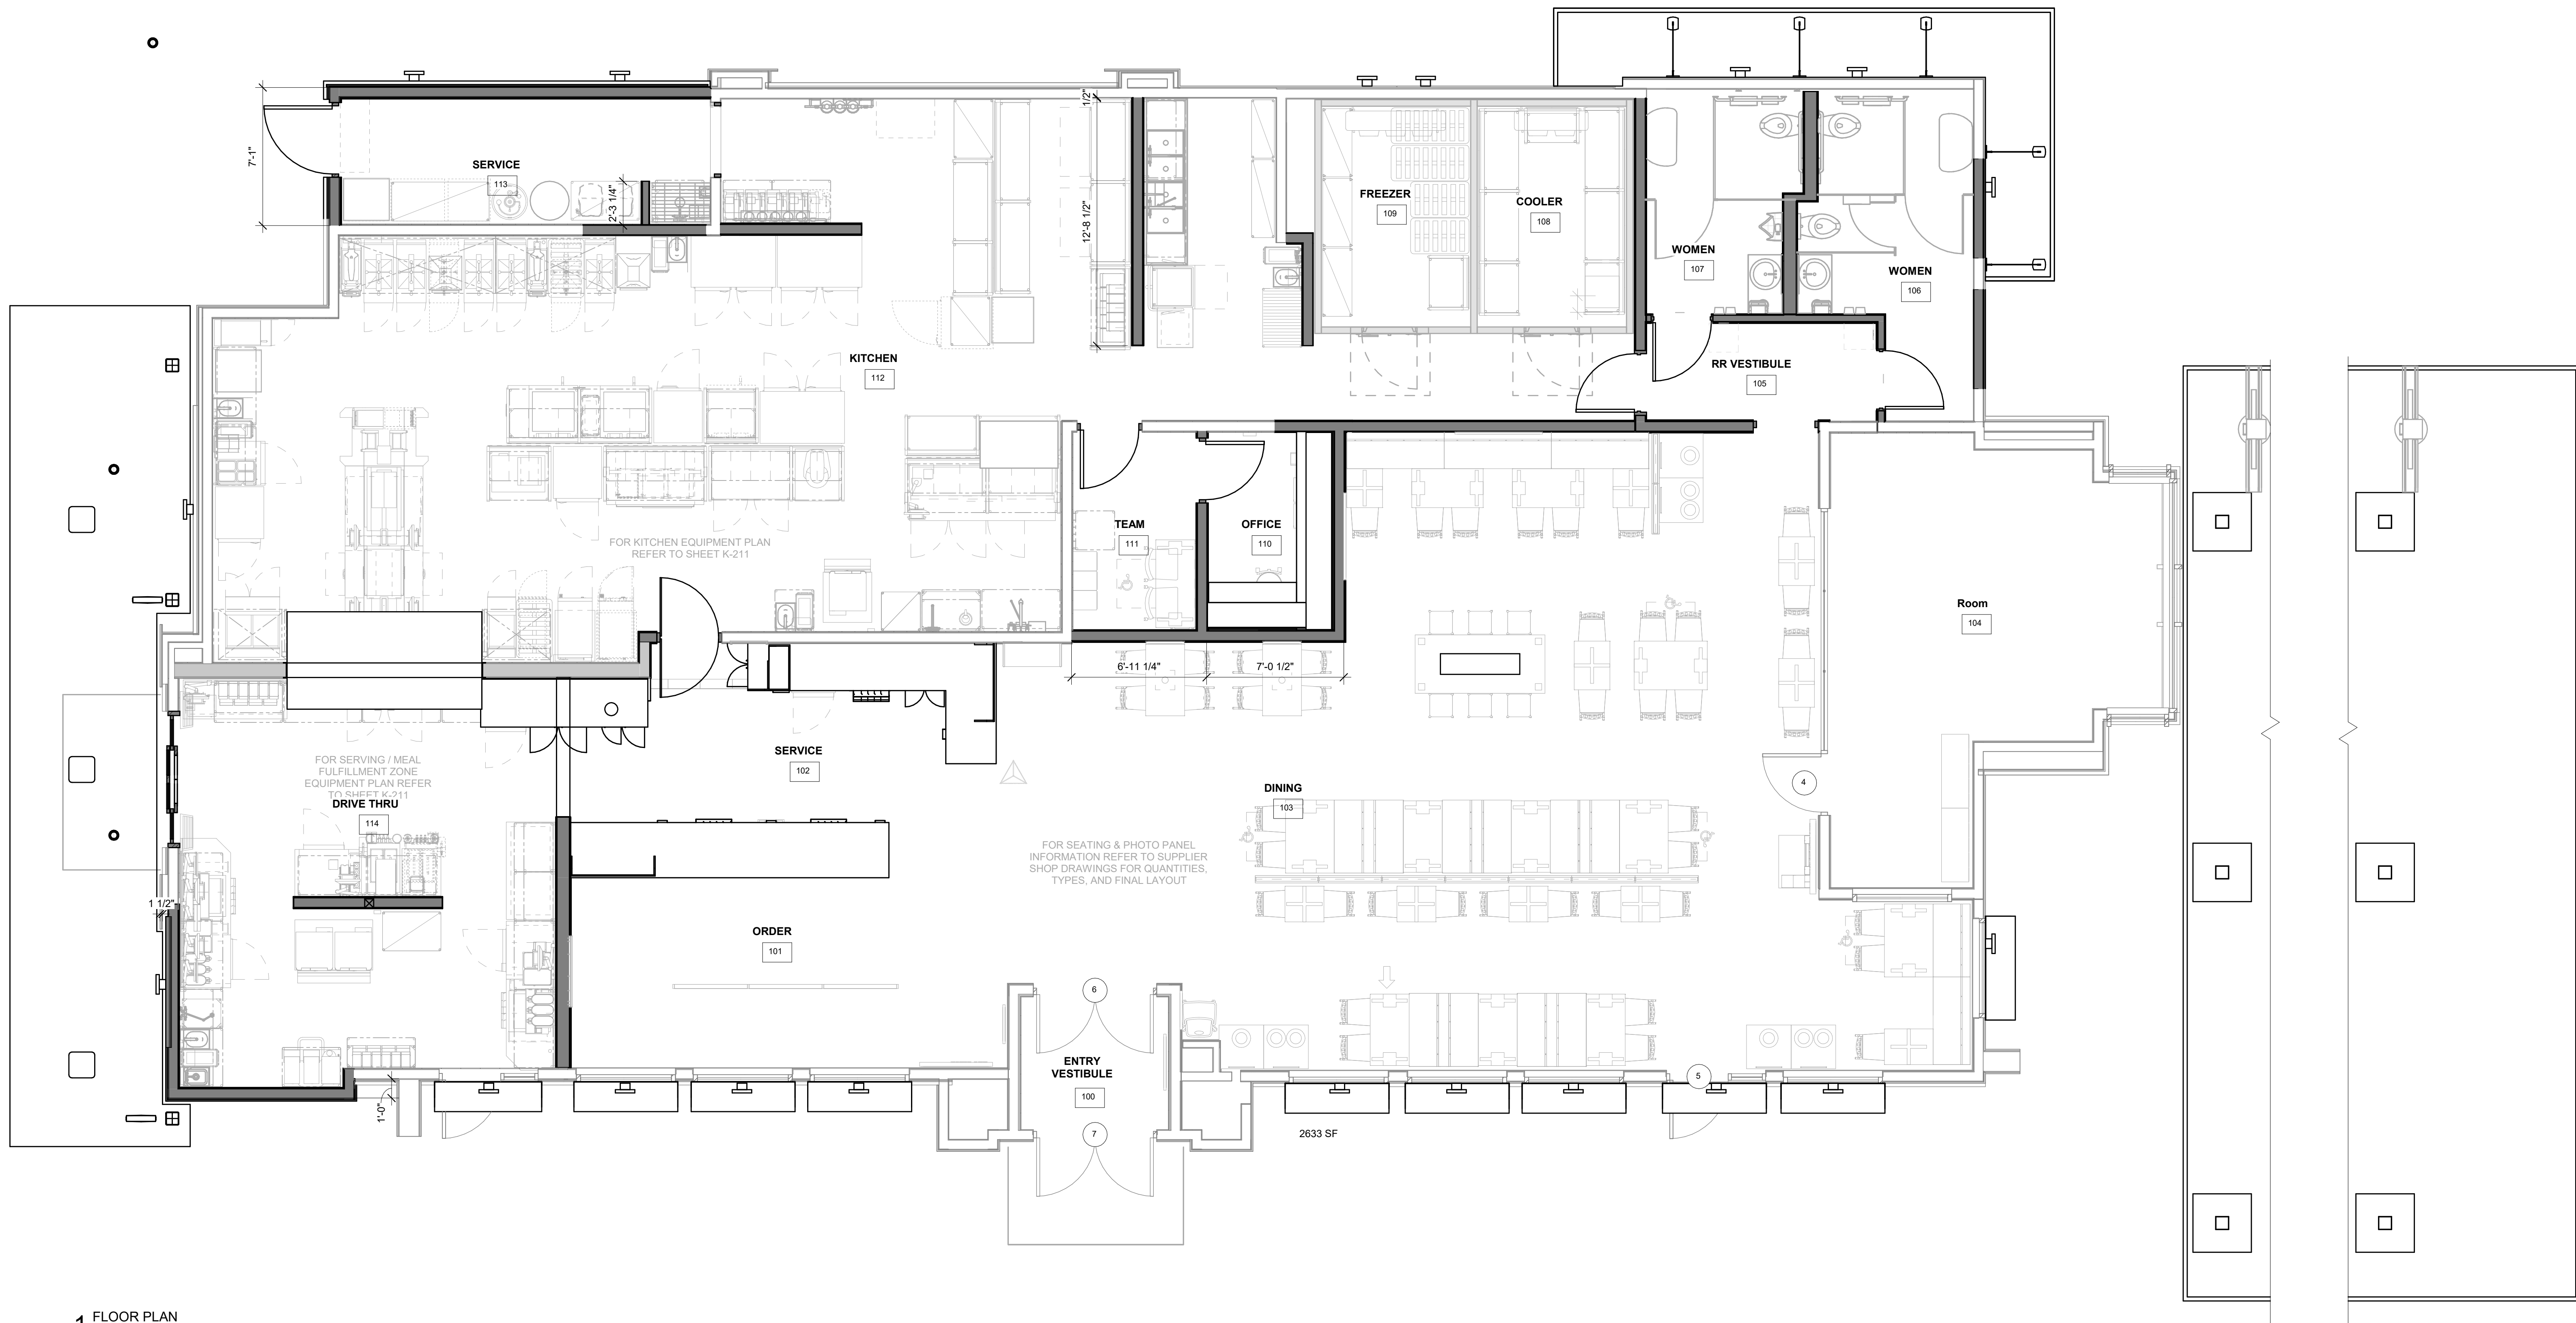 1/2"
7'-1"
SERVICE
113
2'-3 1/4"
12'-8 1/2"
FREEZER
109
COOLER
108
WOMEN
107
WOMEN
106
KITCHEN
112
RR VESTIBULE
105
TEAM
111
OFFICE
110
FOR KITCHEN EQUIPMENT PLAN
REFER TO SHEET K-211
Room
104
6'-11 1/4"
7'-0 1/2"
SERVICE
102
FOR SERVING / MEAL
FULFILLMENT ZONE
EQUIPMENT PLAN REFER
TO SHEET K-211
DRIVE THRU
114
4
DINING
103
FOR SEATING & PHOTO PANEL
INFORMATION REFER TO SUPPLIER
SHOP DRAWINGS FOR QUANTITIES,
TYPES, AND FINAL LAYOUT
1 1/2"
ORDER
101
6
ENTRY
VESTIBULE
100
5
1'-0"
7
2633 SF
1 FLOOR PLAN